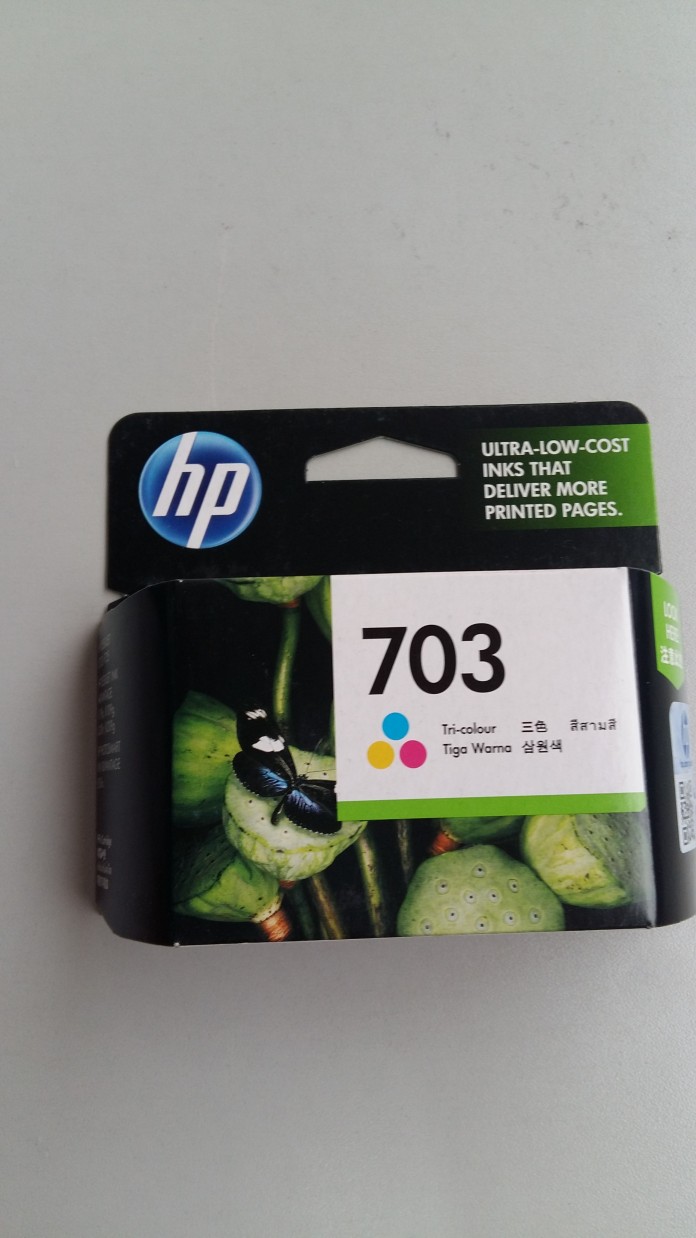 hp
ULTRA-LOW-COST
INKS THAT
DELIVER MORE
PRINTED PAGES.
703
Tri-colour 三色 สีสามสี
Tiga Warna 삼원색